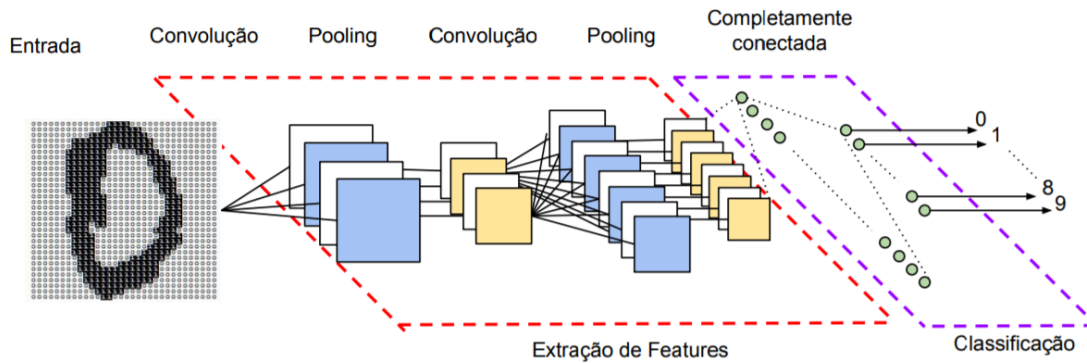 Entrada
Convolução
Pooling
Convolução
Pooling
Completamente
conectada
0
1
8
9
Extração de Features
Classificação